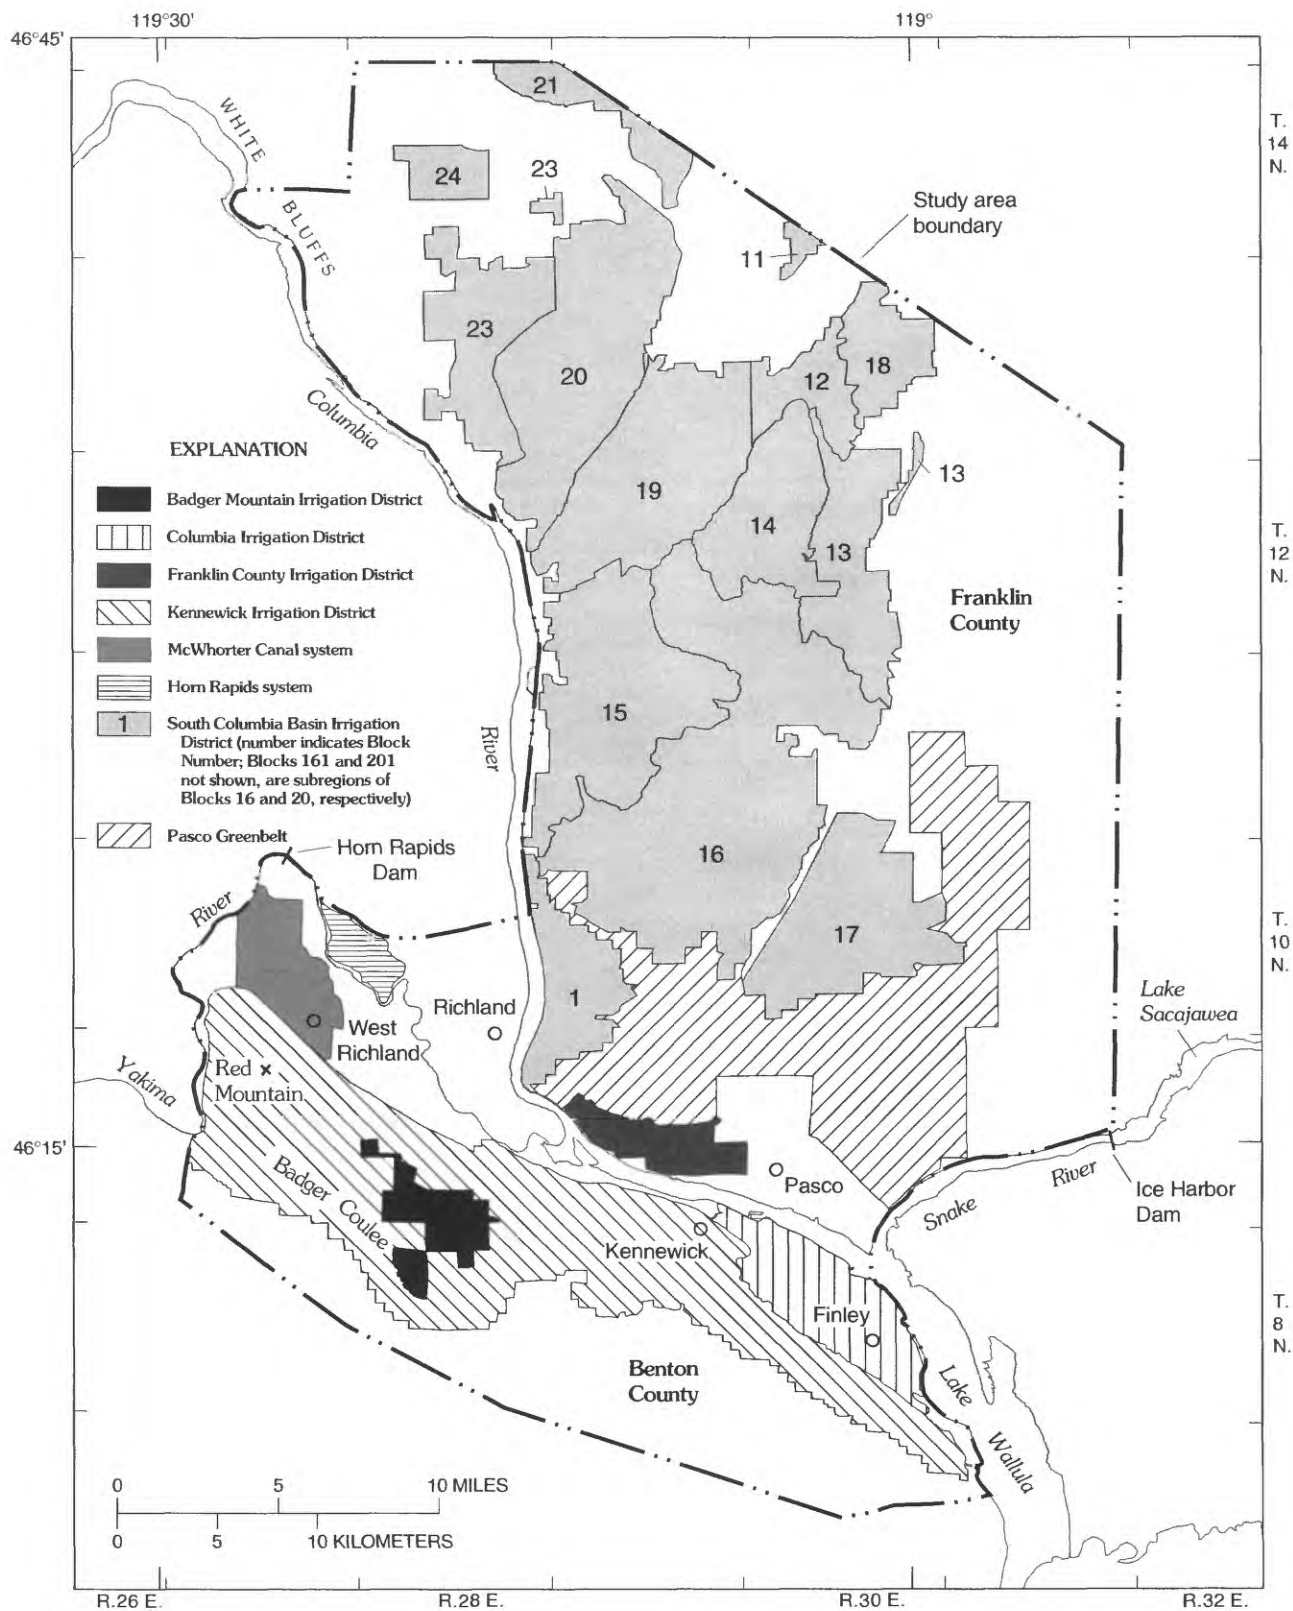 119°30'
119°
46°45'
21
T.
14
N.
WHITE
BLUFFS
24
23
Study area
boundary
11
23
20
12
18
Columbia
EXPLANATION
19
14
13
13
Badger Mountain Irrigation District
Columbia Irrigation District
Franklin County Irrigation District
Kennewick Irrigation District
McWhorter Canal system
Horn Rapids system
1
South Columbia Basin Irrigation
District (number indicates Block
Number; Blocks 161 and 201
not shown, are subregions of
Blocks 16 and 20, respectively)
Pasco Greenbelt
T.
12
N.
Franklin
County
River
15
16
17
Horn Rapids
Dam
River
T.
10
N.
1
Richland
West
Richland
Lake
Sacajawea
Red
Mountain
Yakima
46°15'
Badger Coulee
Pasco
Snake
River
Ice Harbor
Dam
Kennewick
Finley
T.
8
N.
Benton
County
Lake
Wallula
0
5
10 MILES
0
5
10 KILOMETERS
R.26 E.
R.28 E.
R.30 E.
R.32 E.